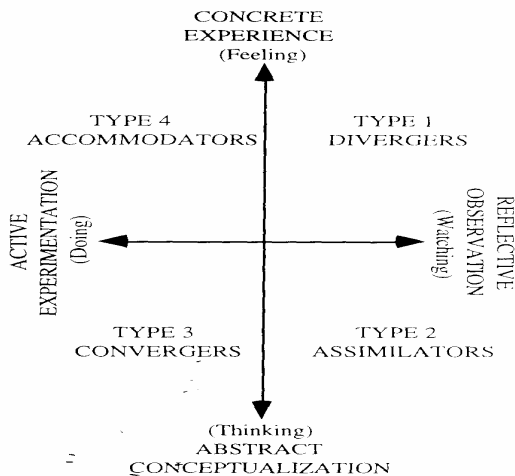 CONCRETE
EXPERIENCE
(Feeling)
TYPE 4
ACCOMMODATORS
TYPE 1
DIVERGERS
ACTIVE
EXPERIMENTATION
(Doing)
REFLECTIVE
OBSERVATION
(Watching)
TYPE 3
CONVERGERS
TYPE 2
ASSIMILATORS
(Thinking)
ABSTRACT
CONCEPTUALIZATION